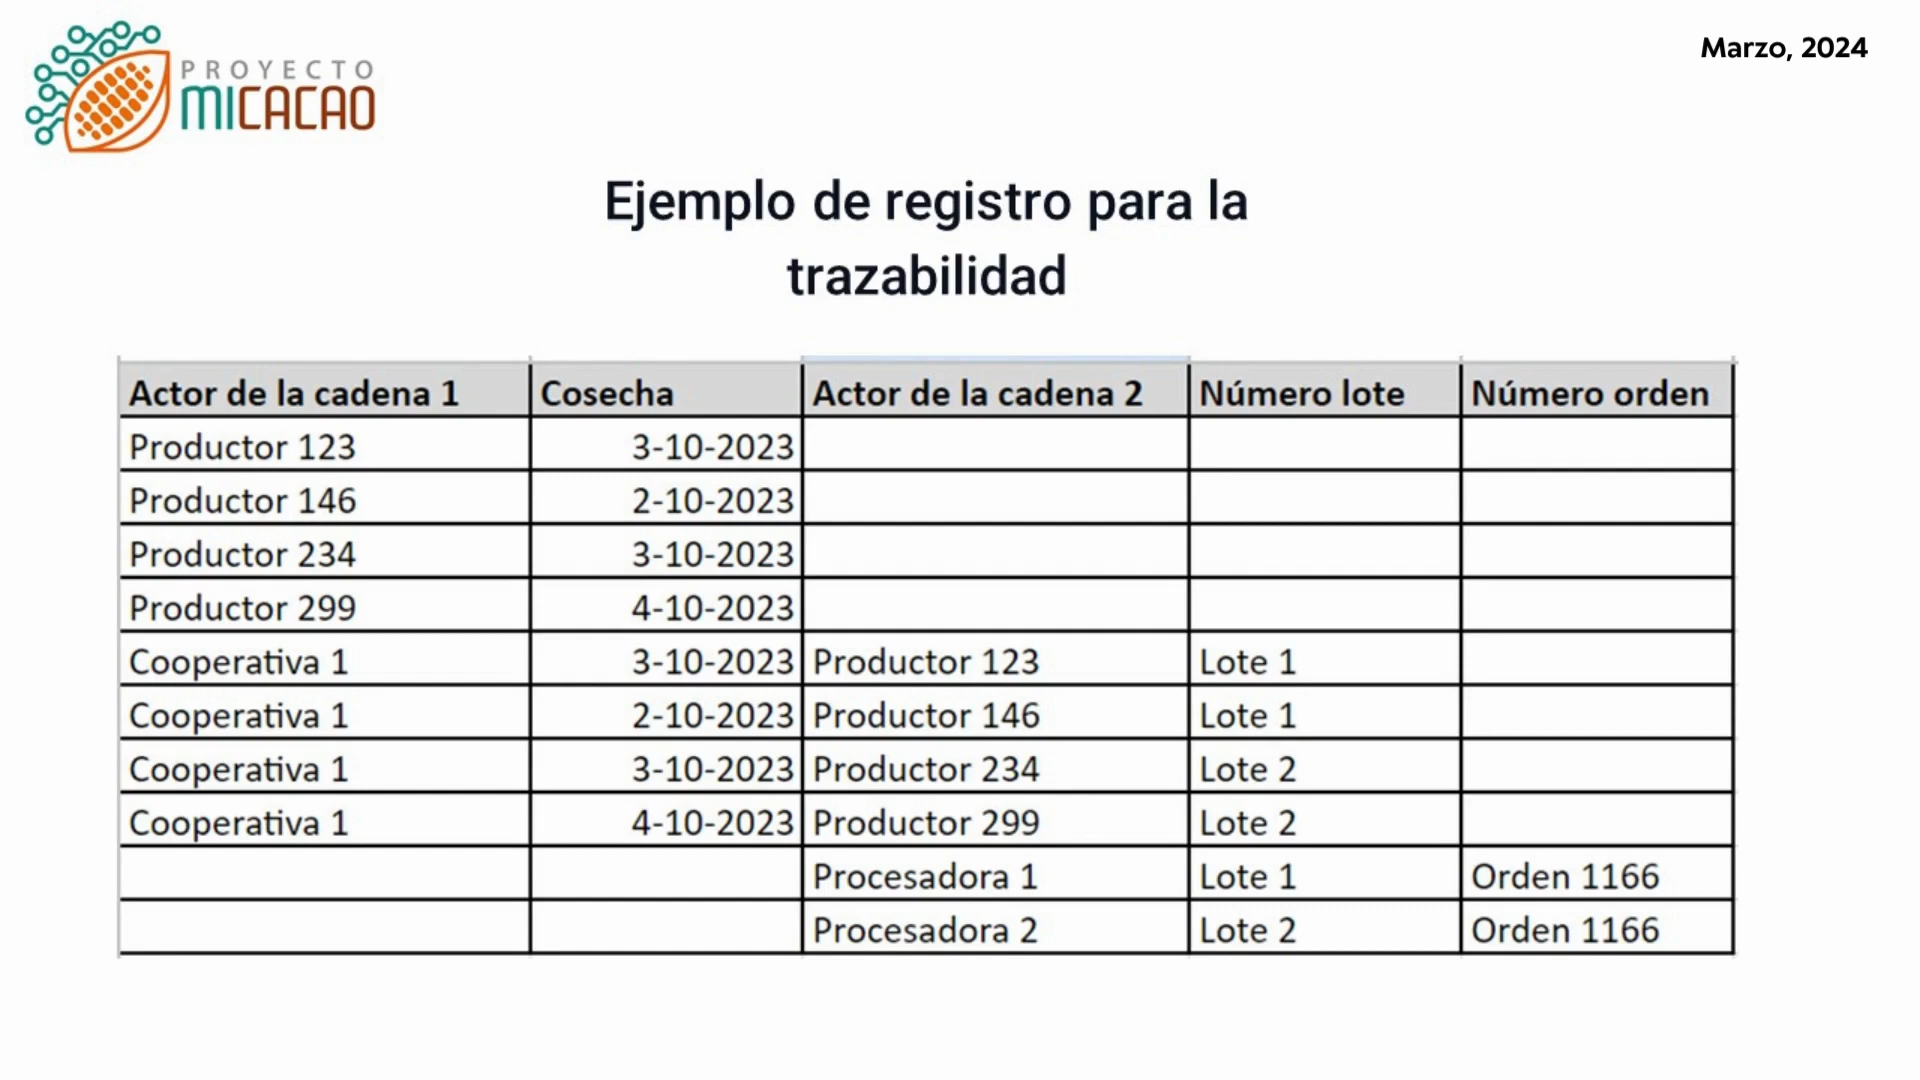 PROYECTO
MICACAO
Marzo, 2024
Ejemplo de registro para la
trazabilidad
Actor de la cadena 1 Cosecha Actor de la cadena 2 Número lote Número orden
Productor 123 3-10-2023
Productor 146 2-10-2023
Productor 234 3-10-2023
Productor 299 4-10-2023
Cooperativa 1 3-10-2023 Productor 123 Lote 1
Cooperativa 1 2-10-2023 Productor 146 Lote 1
Cooperativa 1 3-10-2023 Productor 234 Lote 2
Cooperativa 1 4-10-2023 Productor 299 Lote 2
Procesadora 1 Lote 1 Orden 1166
Procesadora 2 Lote 2 Orden 1166